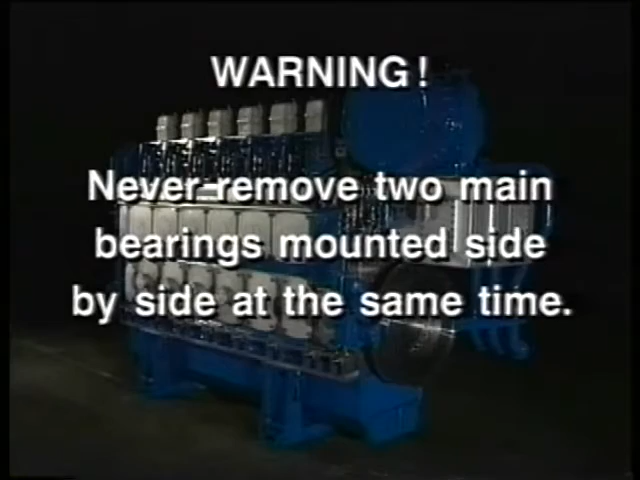 WARNING!
Never remove two main
bearings mounted side
by side at the same time.